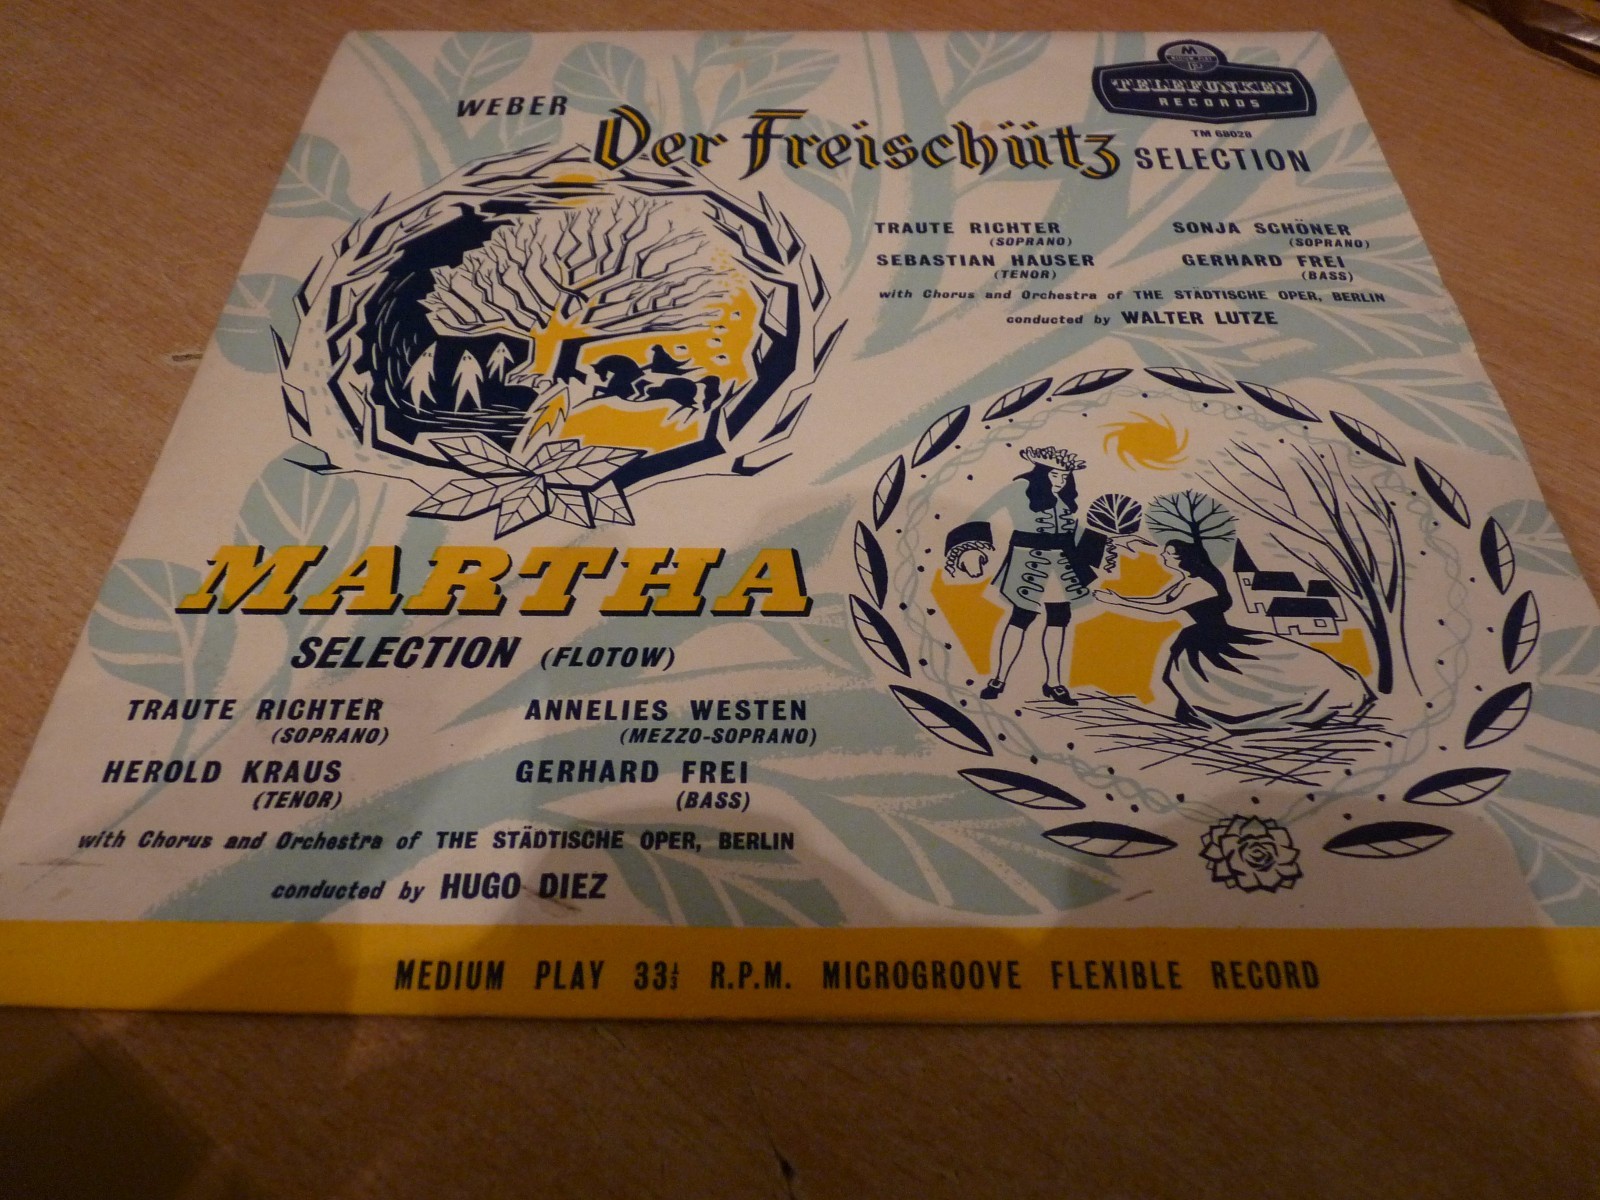 M
TELEFUNKEN
RECORDS
TM 68028
WEBER
Der Freischütz SELECTION
TRAUTE RICHTER
(SOPRANO)
SONJA SCHÖNER
(SOPRANO)
SEBASTIAN HAUSER
(TENOR)
GERHARD FREI
(BASS)
with Chorus and Orchestra of THE STÄDTISCHE OPER, BERLIN
conducted by WALTER LUTZE
MARTHA
SELECTION (FLOTOW)
TRAUTE RICHTER
(SOPRANO)
ANNELIES WESTEN
(MEZZO-SOPRANO)
HEROLD KRAUS
(TENOR)
GERHARD FREI
(BASS)
with Chorus and Orchestra of THE STÄDTISCHE OPER, BERLIN
conducted by HUGO DIEZ
MEDIUM PLAY 33⅓ R.P.M. MICROGROOVE FLEXIBLE RECORD